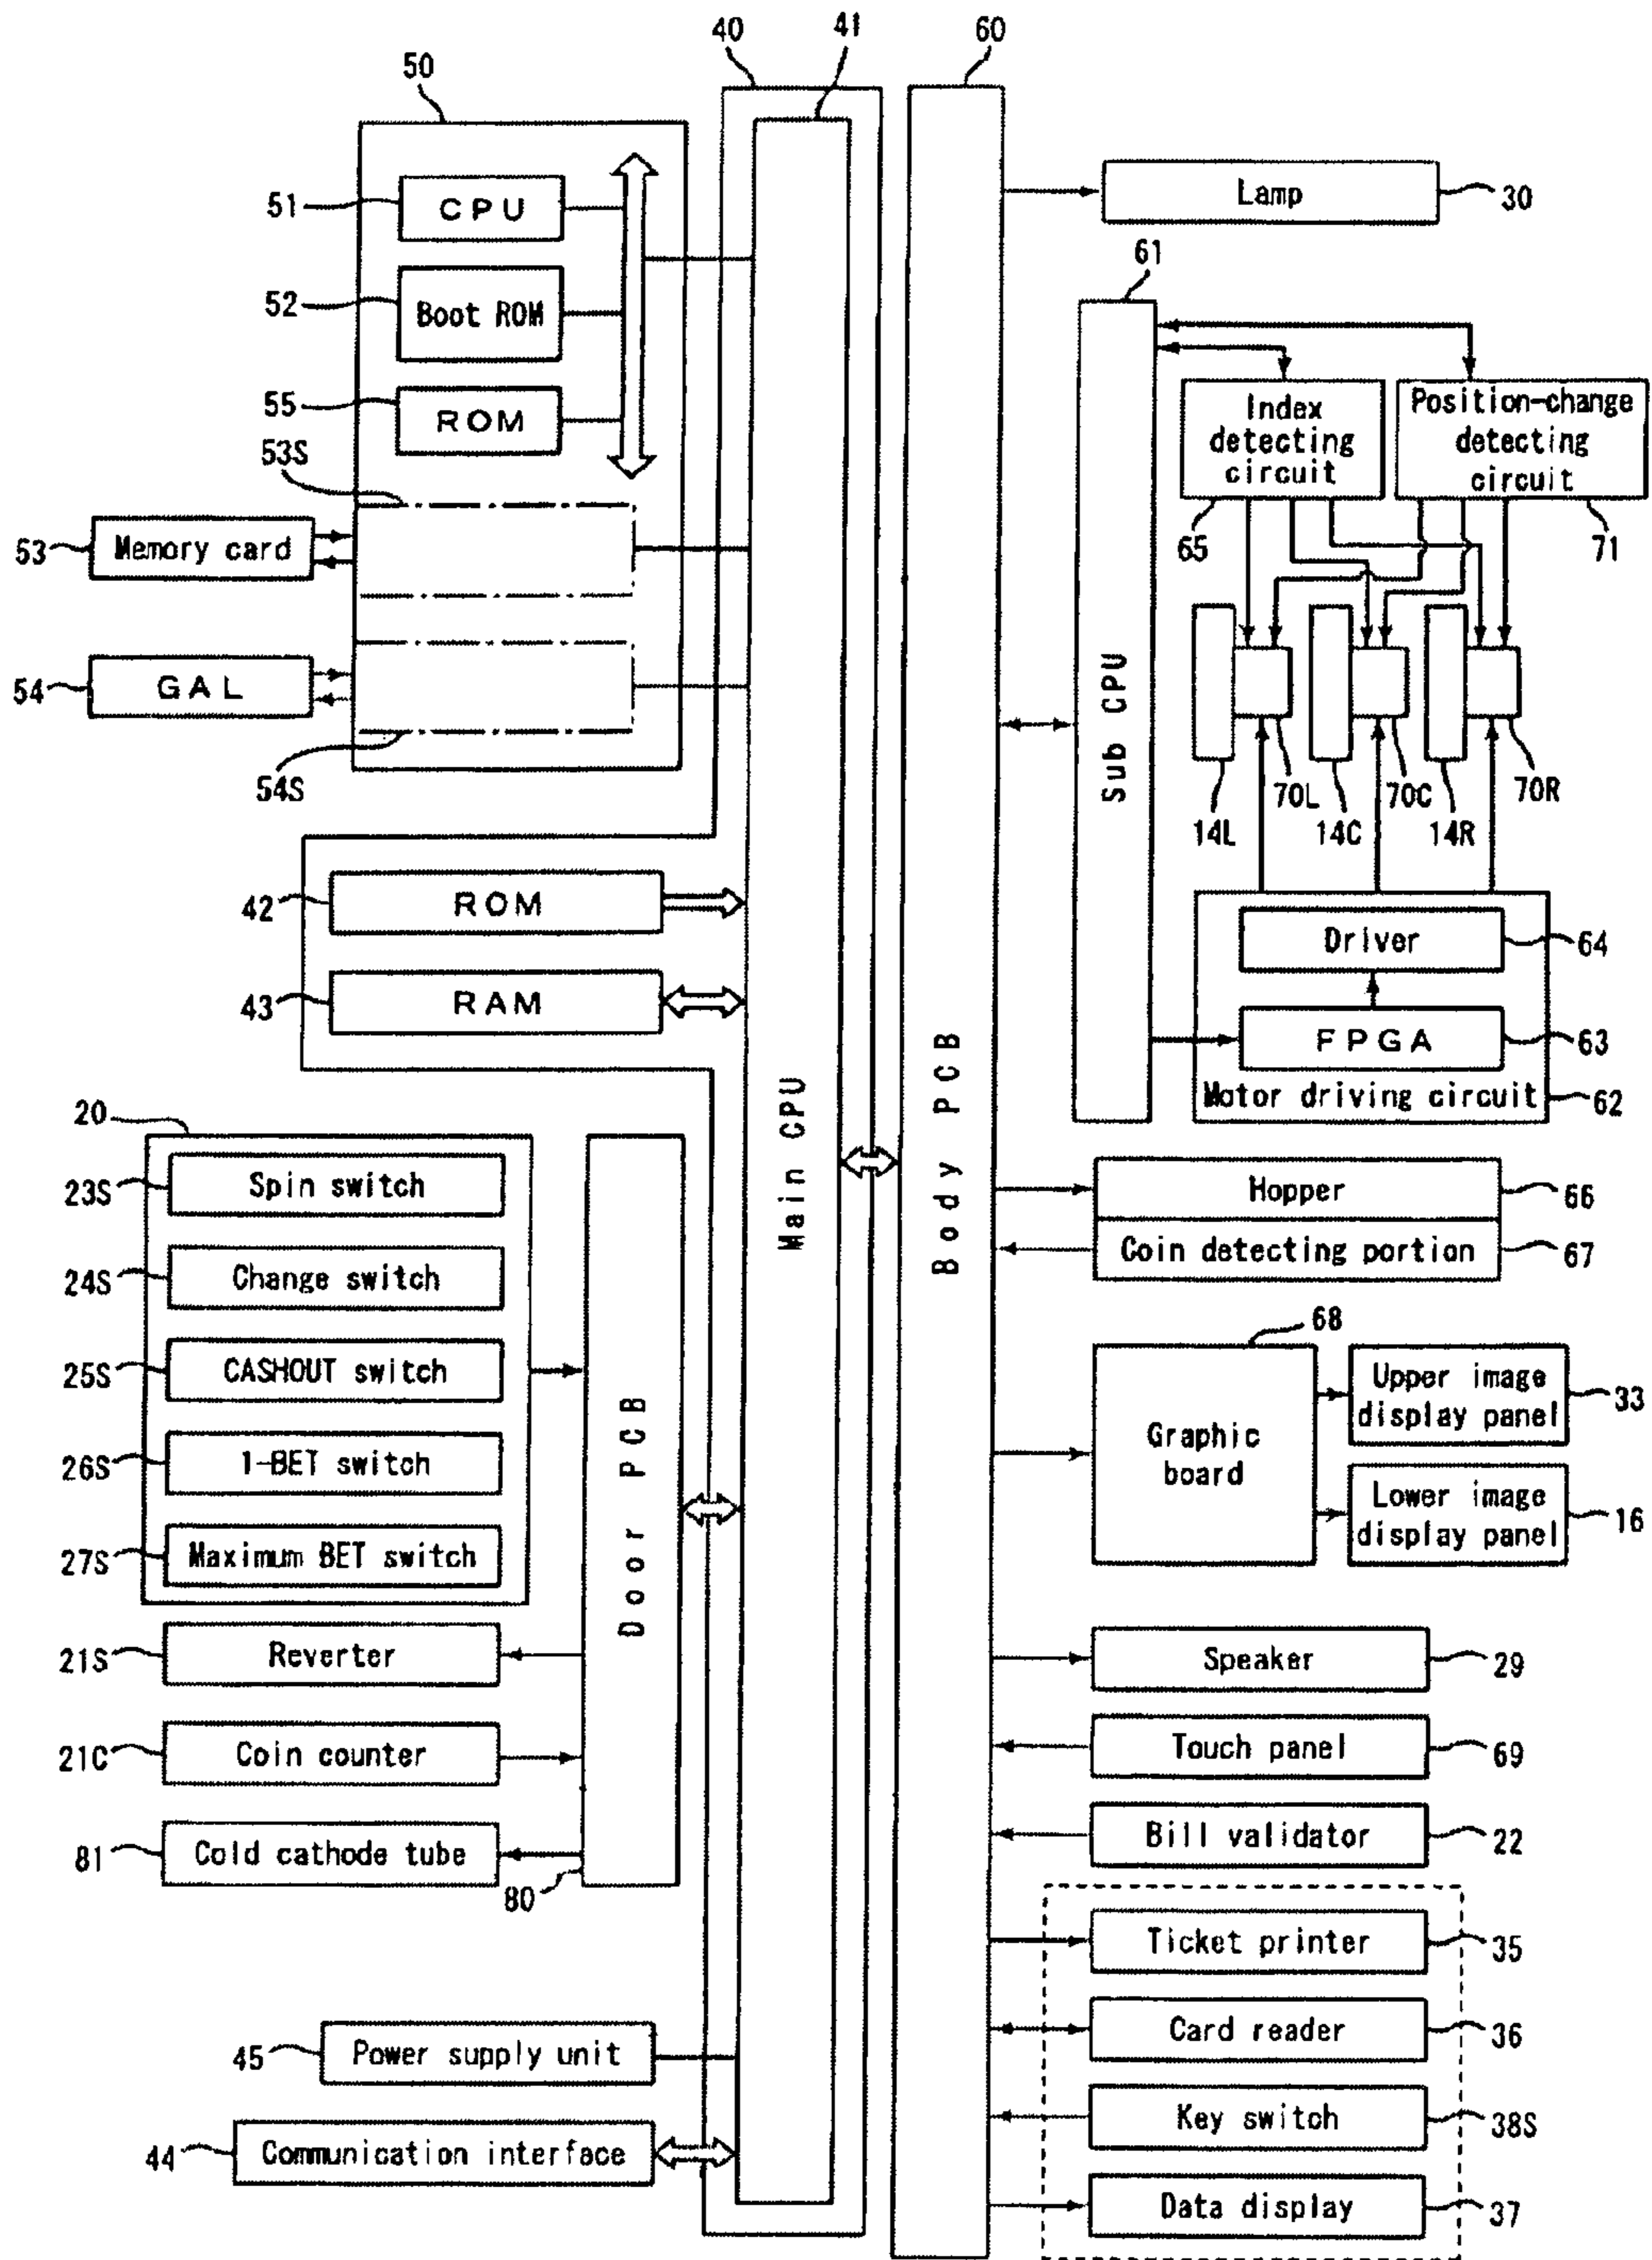 40
41
60
50
51
CPU
52
Boot ROM
55
ROM
53S
53
Memory card
54
GAL
54S
42
ROM
43
RAM
Main CPU
20
23S
Spin switch
24S
Change switch
25S
CASHOUT switch
26S
1-BET switch
27S
Maximum BET switch
21S
Reverter
21C
Coin counter
81
Cold cathode tube
80
Door PCB
45
Power supply unit
44
Communication interface
Body PCB
Lamp
30
61
Sub CPU
Index
detecting
circuit
65
Position-change
detecting
circuit
71
70L
70C
70R
14L
14C
14R
Driver
64
FPGA
63
Motor driving circuit
62
Hopper
66
Coin detecting portion
67
68
Graphic
board
Upper image
display panel
33
Lower image
display panel
16
Speaker
29
Touch panel
69
Bill validator
22
Ticket printer
35
Card reader
36
Key switch
38S
Data display
37